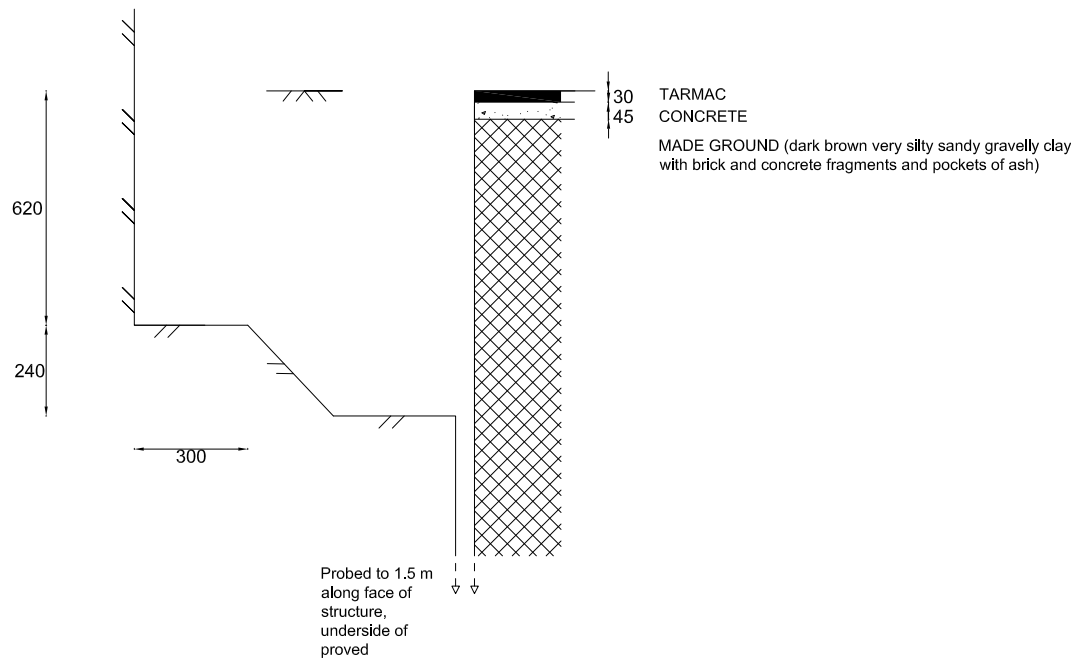 30 TARMAC
45 CONCRETE
MADE GROUND (dark brown very silty sandy gravelly clay
with brick and concrete fragments and pockets of ash)
620
240
300
Probed to 1.5 m
along face of
structure,
underside of
proved